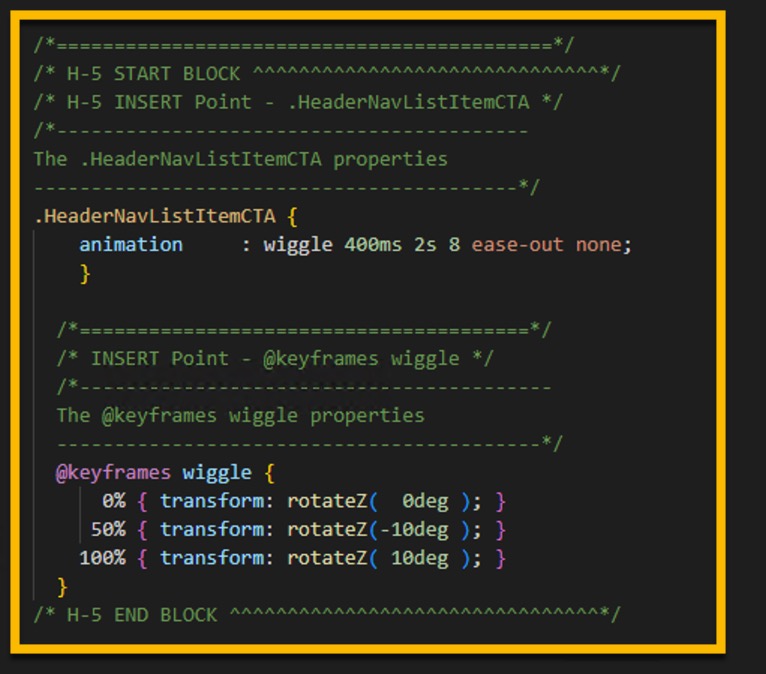 /*===========================================*/
/* H-5 START BLOCK ^^^^^^^^^^^^^^^^^^^^^^^^^^^^^^*/
/* H-5 INSERT Point - .HeaderNavListItemCTA */
/*-----------------------------------------
The .HeaderNavListItemCTA properties
------------------------------------------*/
.HeaderNavListItemCTA {
    animation     : wiggle 400ms 2s 8 ease-out none;
    }

  /*=======================================*/
  /* INSERT Point - @keyframes wiggle */
  /*-----------------------------------------
  The @keyframes wiggle properties
  ------------------------------------------*/
  @keyframes wiggle {
      0% { transform: rotateZ(  0deg ); }
     50% { transform: rotateZ(-10deg ); }
    100% { transform: rotateZ( 10deg ); }
  }
/* H-5 END BLOCK ^^^^^^^^^^^^^^^^^^^^^^^^^^^^^^^^*/